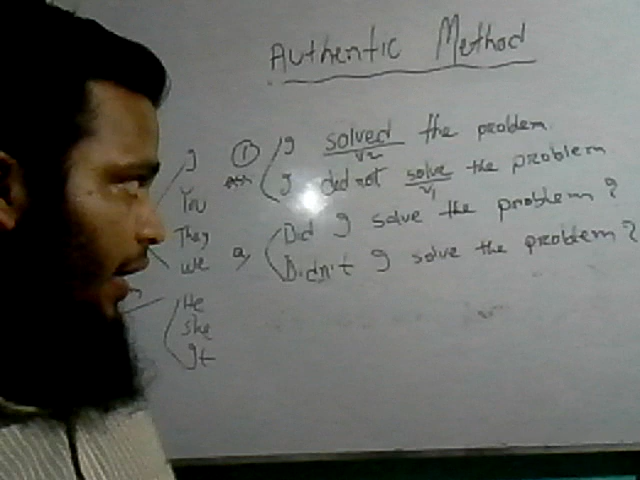 Authentic Method
① I solved the problem.
V2
Ash I did not solve the problem
V1
Q, Did I solve the problem?
Didn't I solve the problem?
I
You
They
We
He
She
It